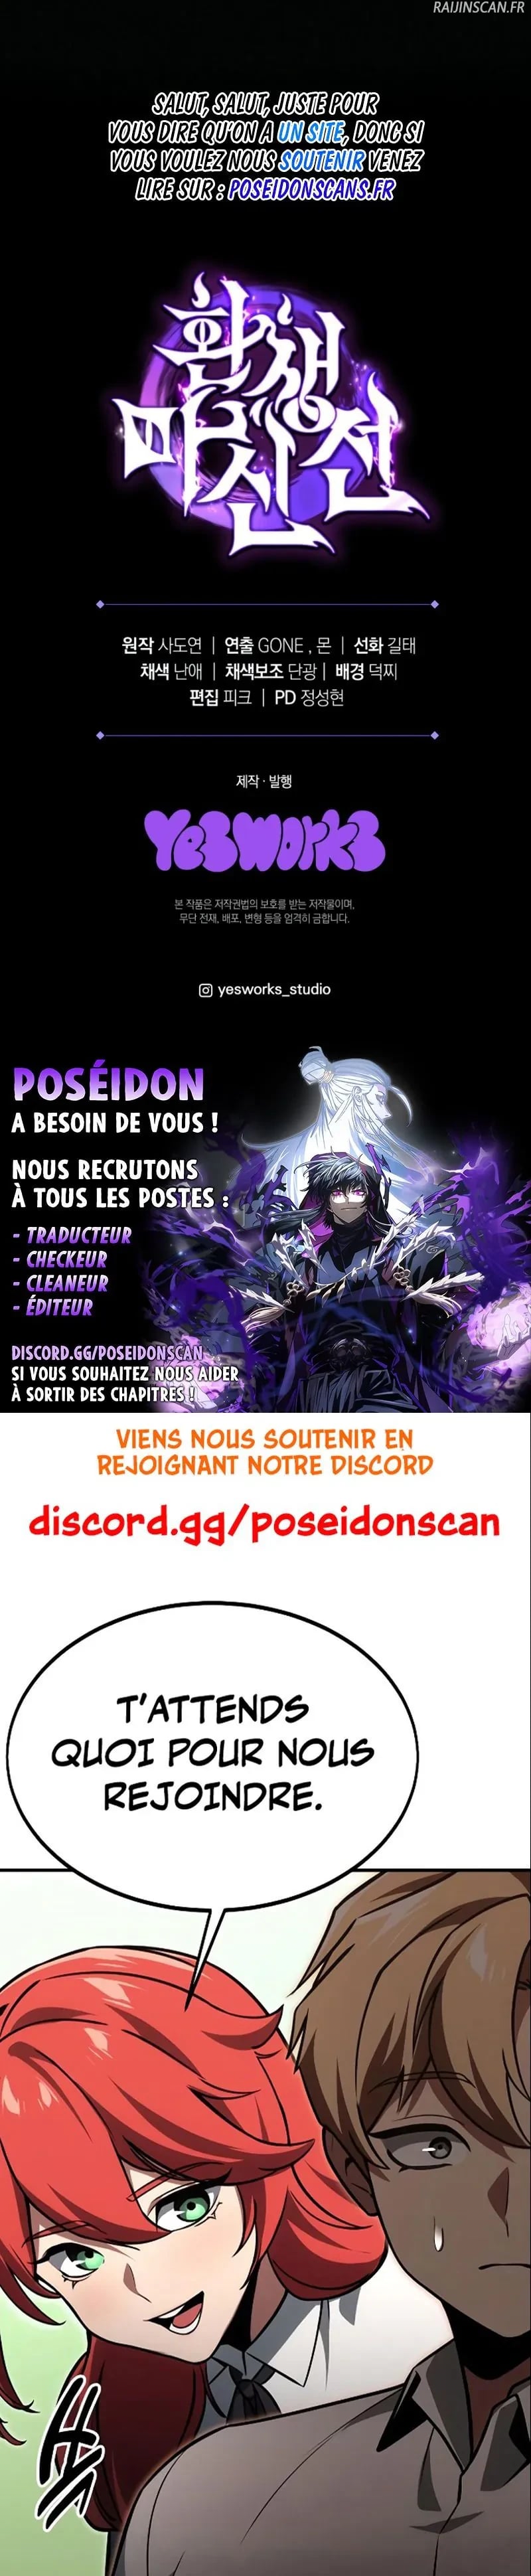 RAIJINSCAN.FR
SALUT, SALUT, JUSTE POUR
VOUS DIRE QU'ON A UN SITE, DONC SI
VOUS VOULEZ NOUS SOUTENIR VENEZ
LIRE SUR : POSEIDONSCANS.FR
환생
마신전
원작 사도연 | 연출 GONE , 몬 | 선화 길태
채색 난애 | 채색보조 단광 | 배경 덕찌
편집 피크 | PD 정성현
제작 · 발행
YESWORKS
본 작품은 저작권법의 보호를 받는 저작물이며,
무단 전재, 배포, 변형 등을 엄격히 금합니다.
yesworks_studio
POSÉIDON
A BESOIN DE VOUS !
NOUS RECRUTONS
À TOUS LES POSTES :
- TRADUCTEUR
- CHECKEUR
- CLEANEUR
- ÉDITEUR
DISCORD.GG/POSEIDONSCAN
SI VOUS SOUHAITEZ NOUS AIDER
À SORTIR DES CHAPITRES !
VIENS NOUS SOUTENIR EN
REJOIGNANT NOTRE DISCORD
discord.gg/poseidonscan
T'ATTENDS
QUOI POUR NOUS
REJOINDRE.